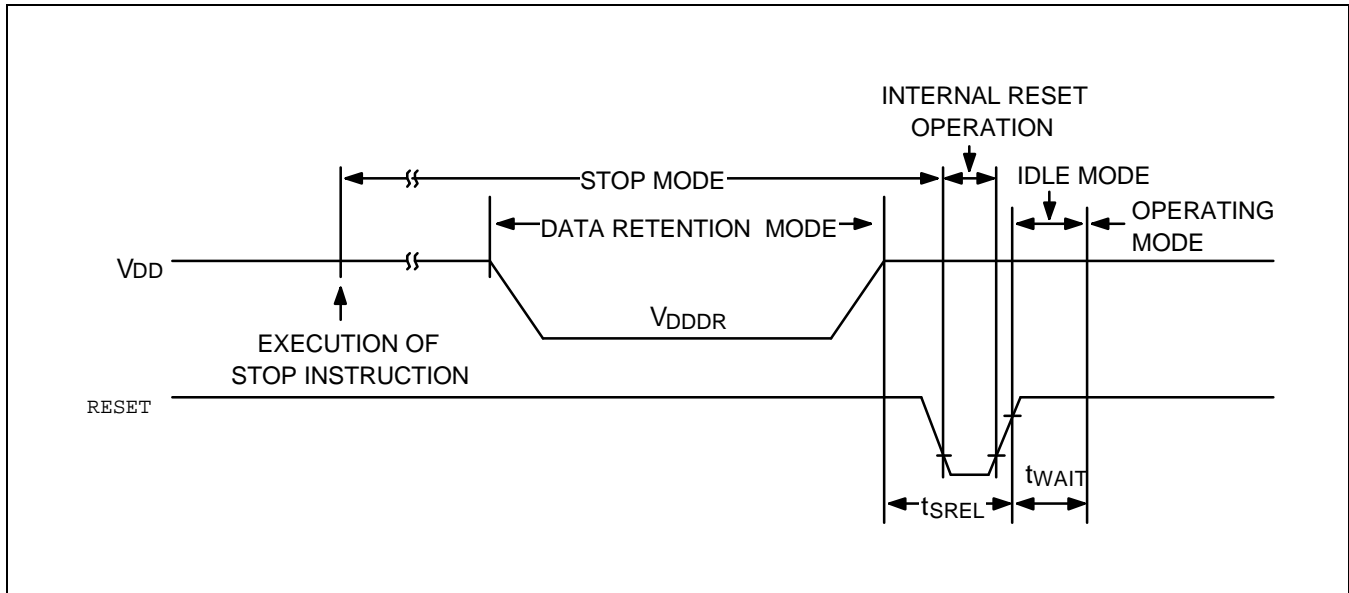 INTERNAL RESET
OPERATION
STOP MODE
IDLE MODE
DATA RETENTION MODE
OPERATING
MODE
VDD
VDDDR
EXECUTION OF
STOP INSTRUCTION
RESET
tWAIT
tSREL